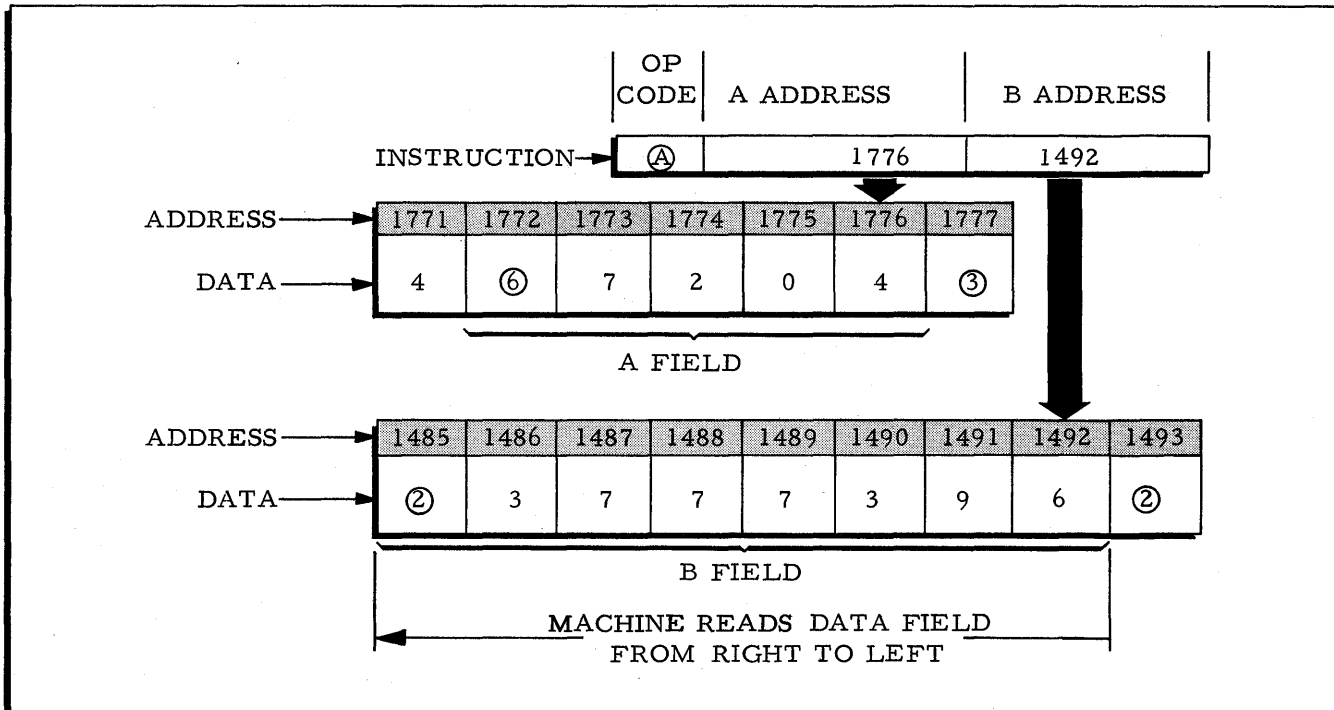 OP
CODE A ADDRESS B ADDRESS
INSTRUCTION Ⓐ 1776 1492
ADDRESS 1771 1772 1773 1774 1775 1776 1777
DATA 4 ⑥ 7 2 0 4 ③
A FIELD
ADDRESS 1485 1486 1487 1488 1489 1490 1491 1492 1493
DATA ② 3 7 7 7 3 9 6 ②
B FIELD
MACHINE READS DATA FIELD
FROM RIGHT TO LEFT